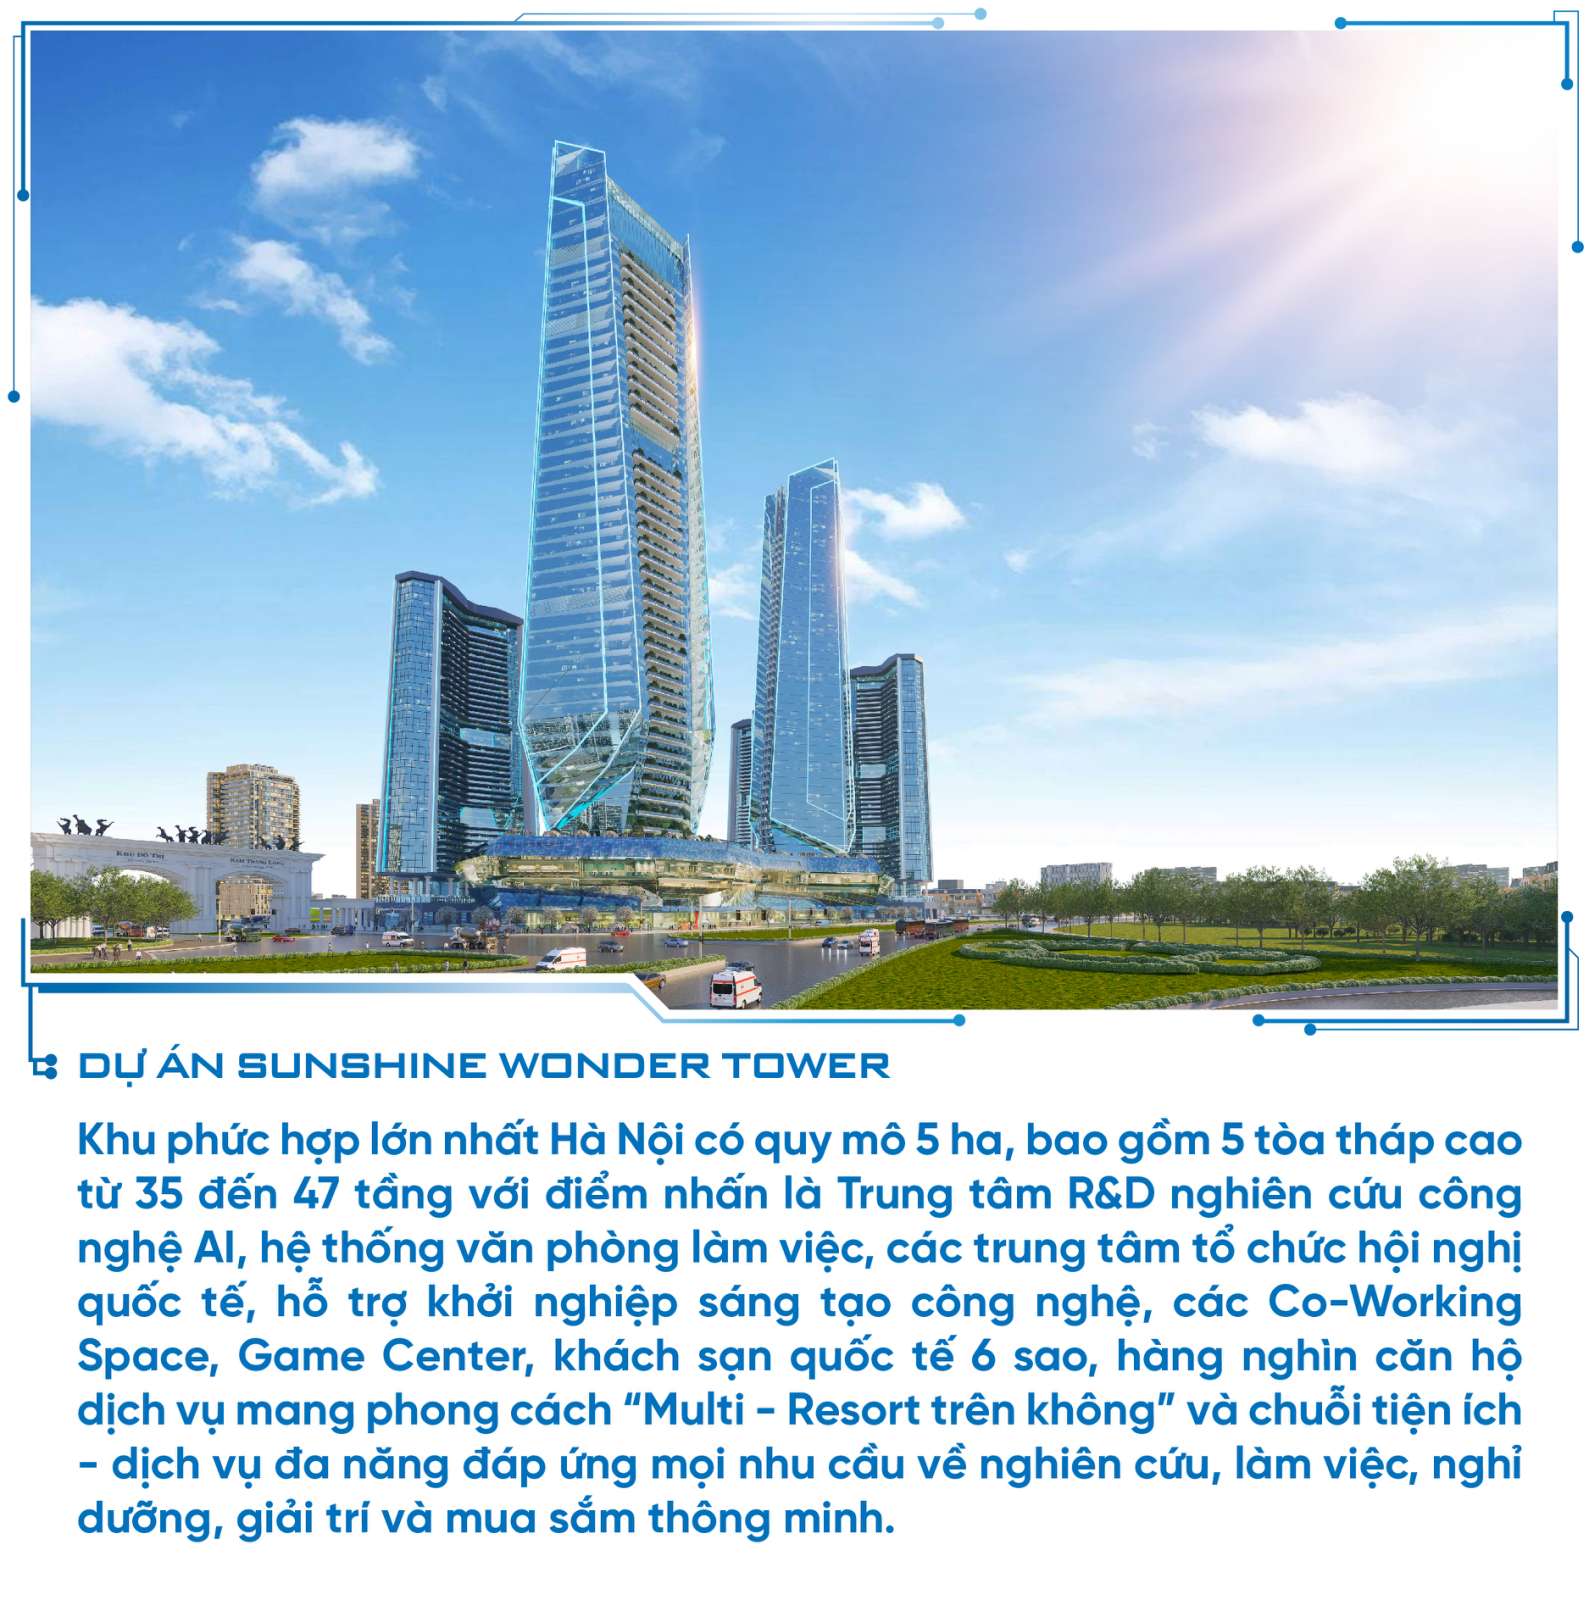 KHU ĐÔ THỊ
NAM THĂNG LONG
DỰ ÁN SUNSHINE WONDER TOWER
Khu phức hợp lớn nhất Hà Nội có quy mô 5 ha, bao gồm 5 tòa tháp cao
từ 35 đến 47 tầng với điểm nhấn là Trung tâm R&D nghiên cứu công
nghệ AI, hệ thống văn phòng làm việc, các trung tâm tổ chức hội nghị
quốc tế, hỗ trợ khởi nghiệp sáng tạo công nghệ, các Co-Working
Space, Game Center, khách sạn quốc tế 6 sao, hàng nghìn căn hộ
dịch vụ mang phong cách “Multi - Resort trên không” và chuỗi tiện ích
- dịch vụ đa năng đáp ứng mọi nhu cầu về nghiên cứu, làm việc, nghỉ
dưỡng, giải trí và mua sắm thông minh.